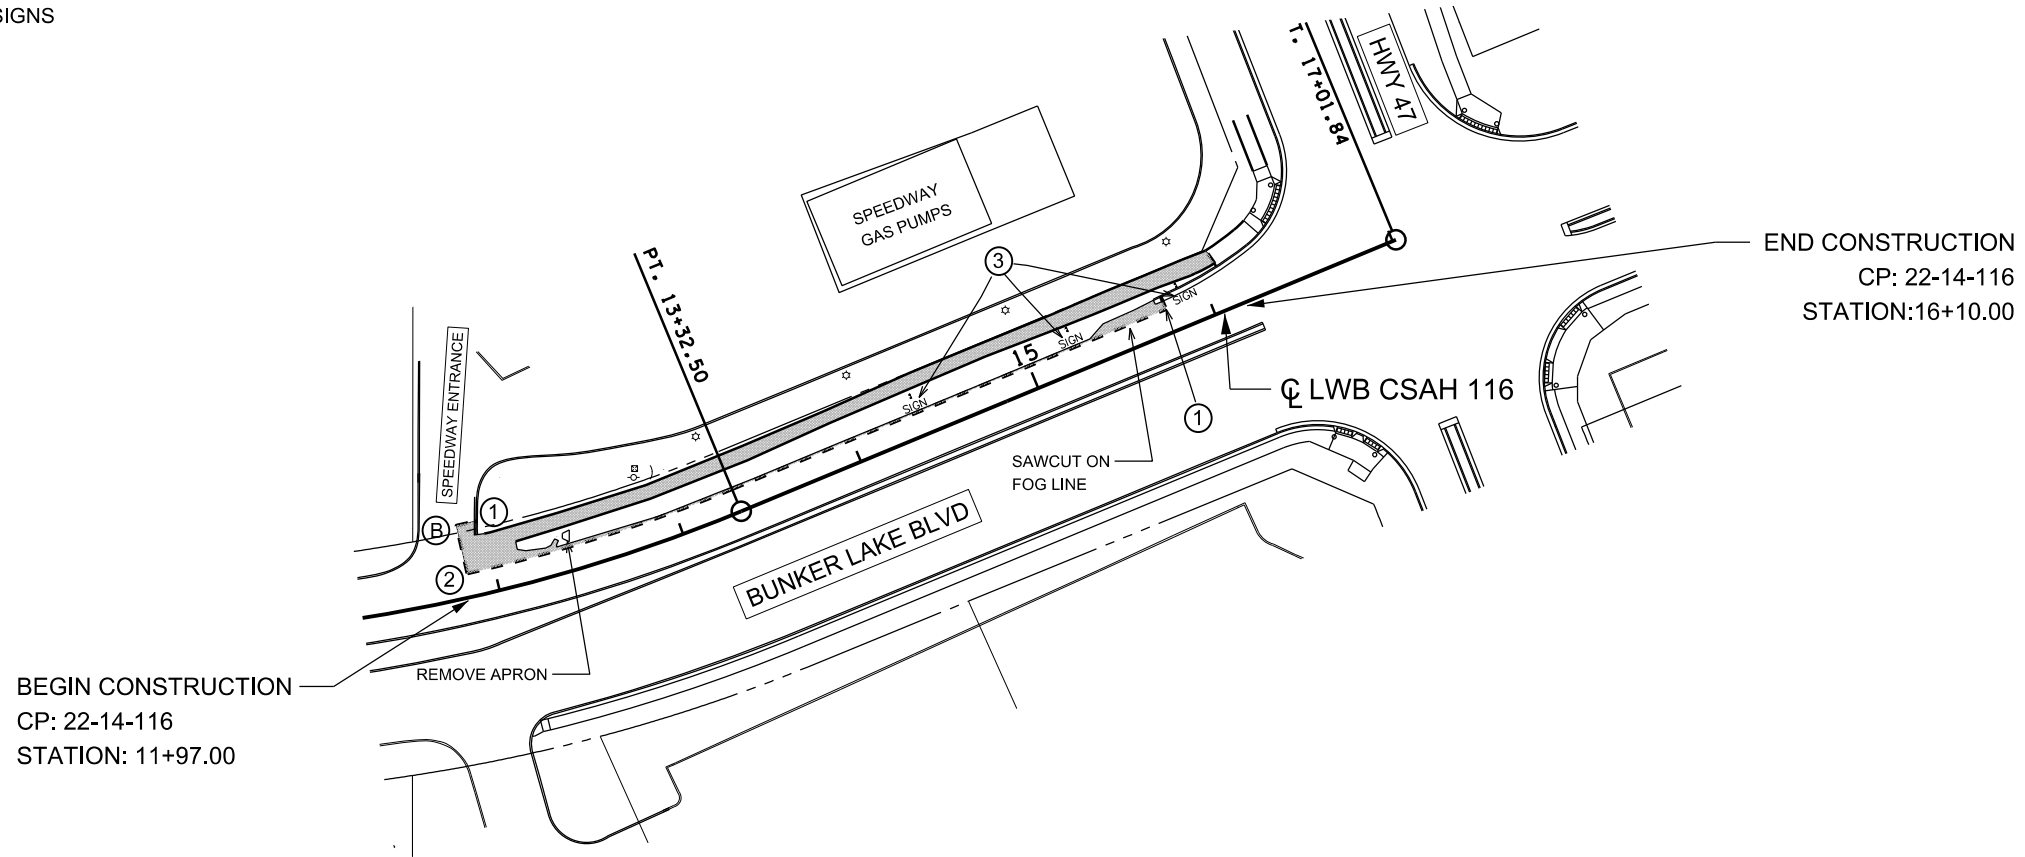 SIGNS
T. 17+01.84
HWY 47
SPEEDWAY
GAS PUMPS
END CONSTRUCTION
CP: 22-14-116
STATION:16+10.00
PT. 13+32.50
3
SIGN
SIGN
SIGN
15
SPEEDWAY ENTRANCE
℄ LWB CSAH 116
1
SAWCUT ON
FOG LINE
1
B
2
BUNKER LAKE BLVD
REMOVE APRON
BEGIN CONSTRUCTION
CP: 22-14-116
STATION: 11+97.00